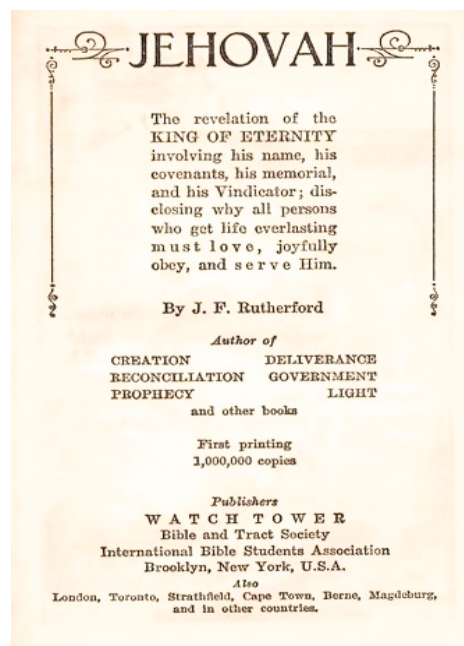 JEHOVAH
The revelation of the
KING OF ETERNITY
involving his name, his
covenants, his memorial,
and his Vindicator; dis-
closing why all persons
who get life everlasting
must love, joyfully
obey, and serve Him.
By J. F. Rutherford
Author of
CREATION DELIVERANCE
RECONCILIATION GOVERNMENT
PROPHECY LIGHT
and other books
First printing
1,000,000 copies
Publishers
WATCH TOWER
Bible and Tract Society
International Bible Students Association
Brooklyn, New York, U.S.A.
Also
London, Toronto, Strathfield, Cape Town, Berne, Magdeburg,
and in other countries.